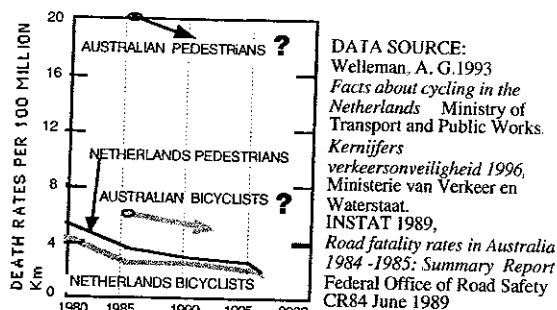 DEATH RATES PER 100 MILLION
Km
20
16
12
8
4
0
1980
1985
1990
AUSTRALIAN PEDESTRiANS ?
NETHERLANDS PEDESTRIANS
AUSTRALIAN BICYCLISTS ?
NETHERLANDS BICYCLISTS
DATA SOURCE:
Welleman, A. G.1993
Facts about cycling in the
Netherlands Ministry of
Transport and Public Works.
Kernijfers
verkeersonveiligheid 1996,
Ministerie van Verkeer en
Waterstaat.
INSTAT 1989,
Road fatality rates in Australia
1984 -1985: Summary Report
Federal Office of Road Safety
CR84 June 1989